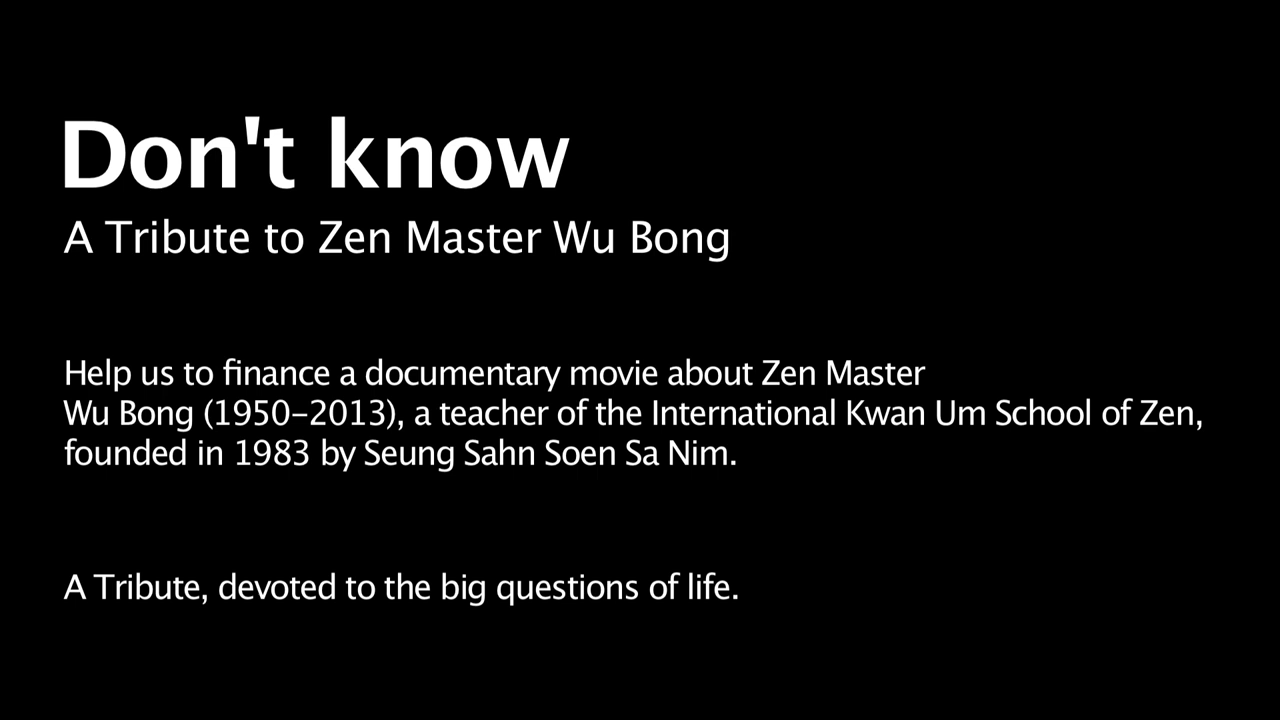 Don't know
A Tribute to Zen Master Wu Bong
Help us to finance a documentary movie about Zen Master
Wu Bong (1950–2013), a teacher of the International Kwan Um School of Zen,
founded in 1983 by Seung Sahn Soen Sa Nim.
A Tribute, devoted to the big questions of life.